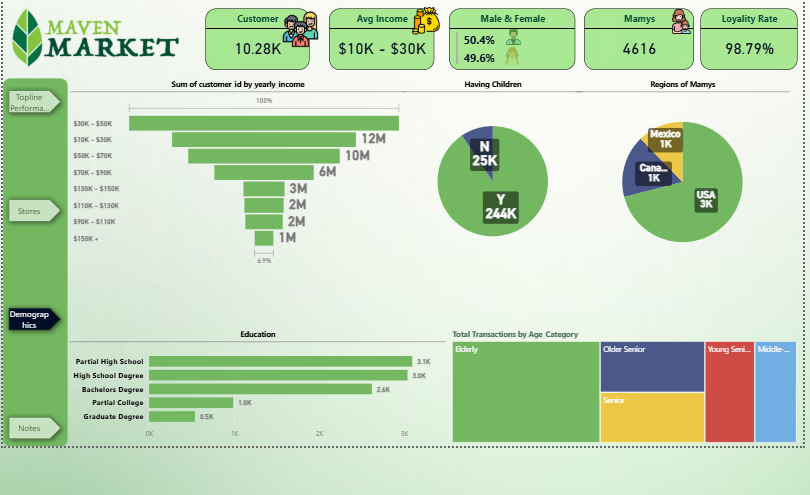 MAVEN
MARKET
Customer
10.28K
Avg Income
$10K - $30K
Male & Female
50.4%
49.6%
Mamys
4616
Loyality Rate
98.79%
Topline
Performa...
Stores
Demograp
hics
Notes
Sum of customer id by yearly income
100%
$30K - $50K
$10K - $30K
12M
$50K - $70K
10M
$70K - $90K
6M
$130K - $150K
3M
$110K - $130K
2M
$90K - $110K
2M
$150K +
1M
6.9%
Having Children
N
25K
Y
244K
Regions of Mamys
Mexico
1K
Cana...
1K
USA
3K
Education
Partial High School
3.1K
High School Degree
3.0K
Bachelors Degree
2.6K
Partial College
1.0K
Graduate Degree
0.5K
0K
1K
2K
3K
Total Transactions by Age Category
Elderly
Older Senior
Senior
Young Seni...
Middle-...